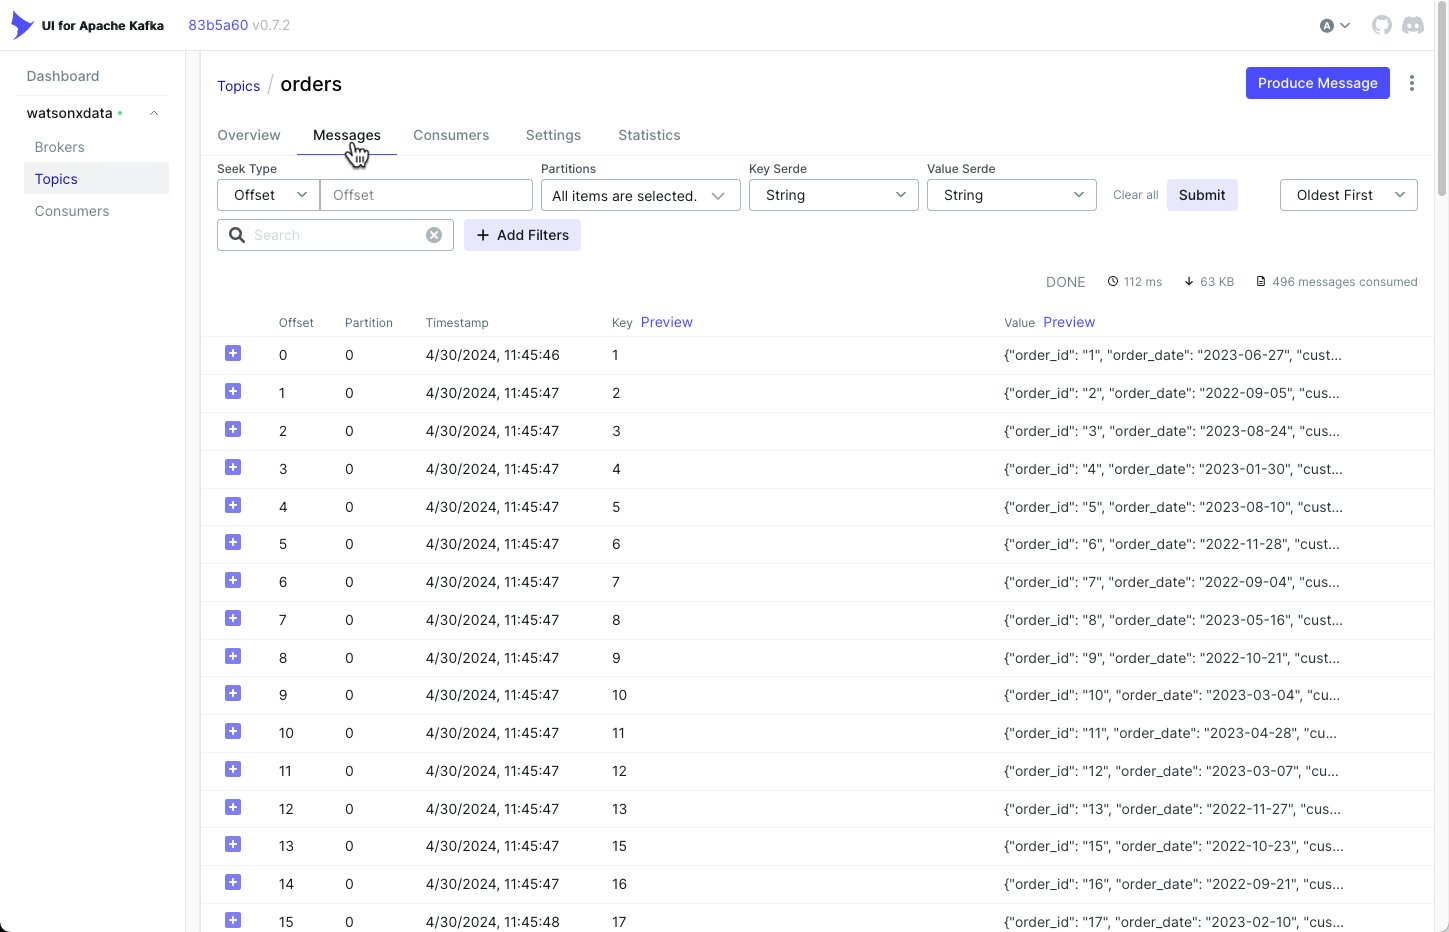 UI for Apache Kafka 83b5a60 v0.7.2 A
Dashboard
watsonxdata
Brokers
Topics
Consumers
Topics / orders
Produce Message
Overview Messages Consumers Settings Statistics
Seek Type Partitions Key Serde Value Serde
Offset Offset All items are selected. String String Clear all Submit Oldest First
Search + Add Filters
DONE 112 ms 63 KB 496 messages consumed
Offset Partition Timestamp Key Preview Value Preview
0 0 4/30/2024, 11:45:46 1 {"order_id": "1", "order_date": "2023-06-27", "cust...
1 0 4/30/2024, 11:45:47 2 {"order_id": "2", "order_date": "2022-09-05", "cus...
2 0 4/30/2024, 11:45:47 3 {"order_id": "3", "order_date": "2023-08-24", "cus...
3 0 4/30/2024, 11:45:47 4 {"order_id": "4", "order_date": "2023-01-30", "cust...
4 0 4/30/2024, 11:45:47 5 {"order_id": "5", "order_date": "2023-08-10", "cust...
5 0 4/30/2024, 11:45:47 6 {"order_id": "6", "order_date": "2022-11-28", "cust...
6 0 4/30/2024, 11:45:47 7 {"order_id": "7", "order_date": "2022-09-04", "cus...
7 0 4/30/2024, 11:45:47 8 {"order_id": "8", "order_date": "2023-05-16", "cust...
8 0 4/30/2024, 11:45:47 9 {"order_id": "9", "order_date": "2022-10-21", "cust...
9 0 4/30/2024, 11:45:47 10 {"order_id": "10", "order_date": "2023-03-04", "cu...
10 0 4/30/2024, 11:45:47 11 {"order_id": "11", "order_date": "2023-04-28", "cu...
11 0 4/30/2024, 11:45:47 12 {"order_id": "12", "order_date": "2023-03-07", "cu...
12 0 4/30/2024, 11:45:47 13 {"order_id": "13", "order_date": "2022-11-27", "cus...
13 0 4/30/2024, 11:45:47 15 {"order_id": "15", "order_date": "2022-10-23", "cus...
14 0 4/30/2024, 11:45:47 16 {"order_id": "16", "order_date": "2022-09-21", "cus...
15 0 4/30/2024, 11:45:48 17 {"order_id": "17", "order_date": "2023-02-10", "cus...